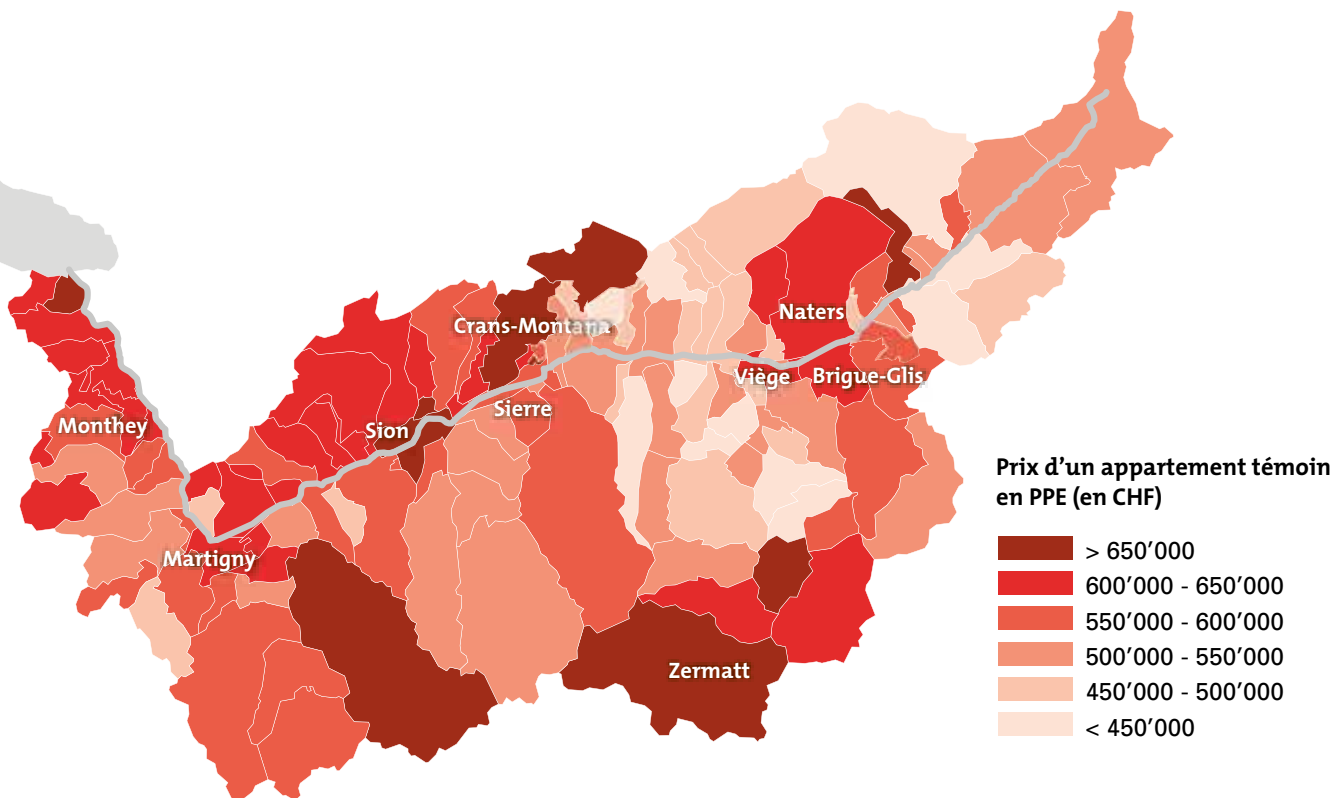 Crans-Montana
Naters
Viège
Brigue-Glis
Sierre
Monthey
Sion
Martigny
Zermatt
Prix d’un appartement témoin
en PPE (en CHF)
> 650’000
600’000 - 650’000
550’000 - 600’000
500’000 - 550’000
450’000 - 500’000
< 450’000